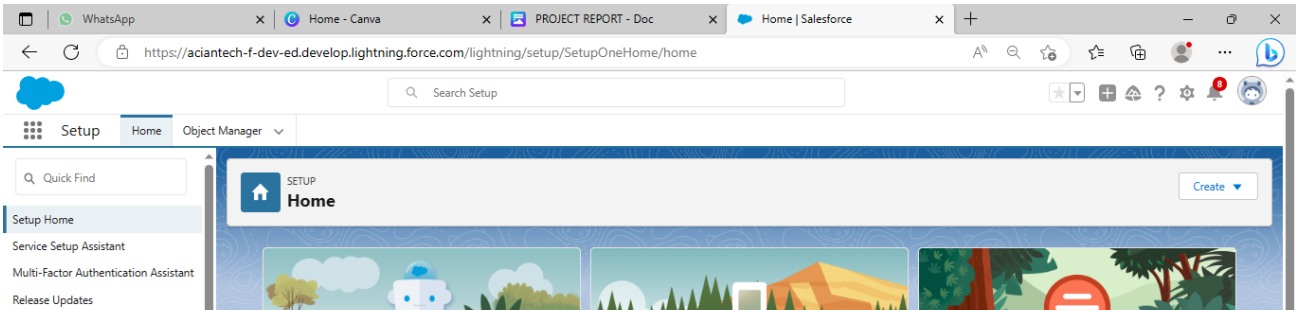 WhatsApp
Home - Canva
PROJECT REPORT - Doc
Home | Salesforce
https://aciantech-f-dev-ed.develop.lightning.force.com/lightning/setup/SetupOneHome/home
Search Setup
8
Setup
Home
Object Manager
Quick Find
SETUP
Home
Create
Setup Home
Service Setup Assistant
Multi-Factor Authentication Assistant
Release Updates